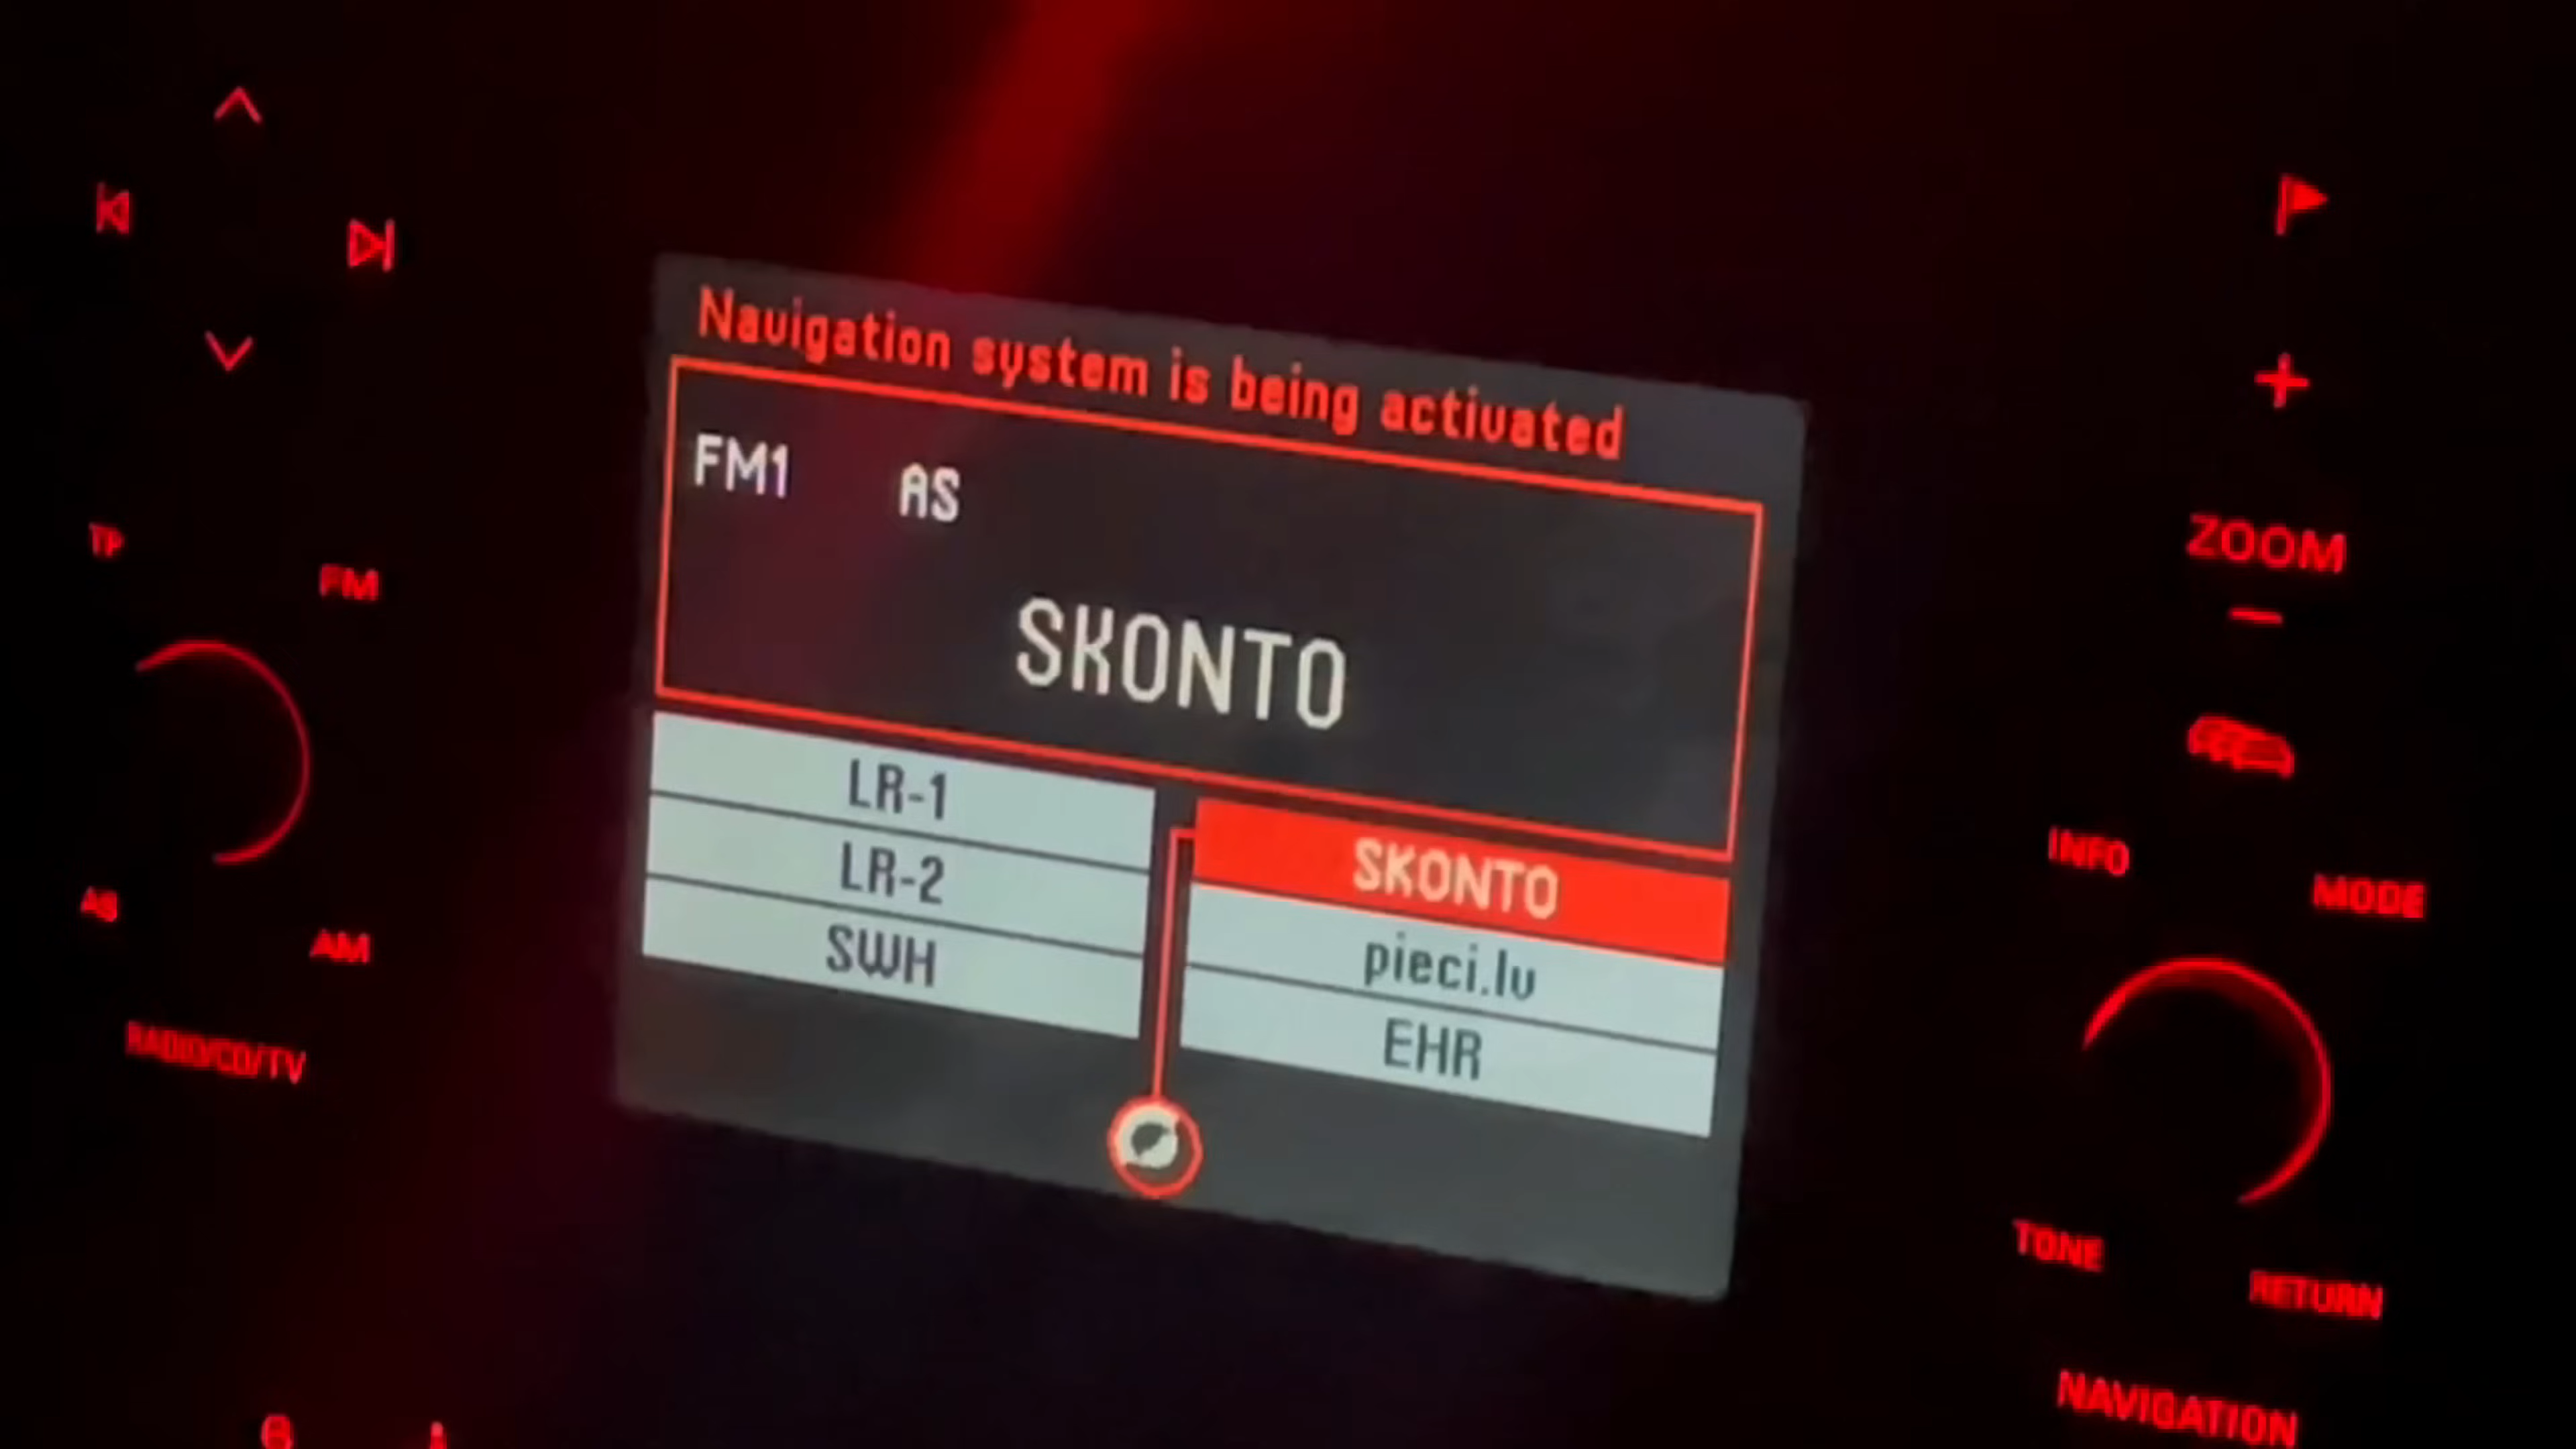 Navigation system is being activated
FM1 AS
SKONTO
LR-1
LR-2
SWH
SKONTO
pieci.lv
EHR
TP
FM
AS
AM
RADIO/CD/TV
ZOOM
INFO
MODE
TONE
RETURN
NAVIGATION